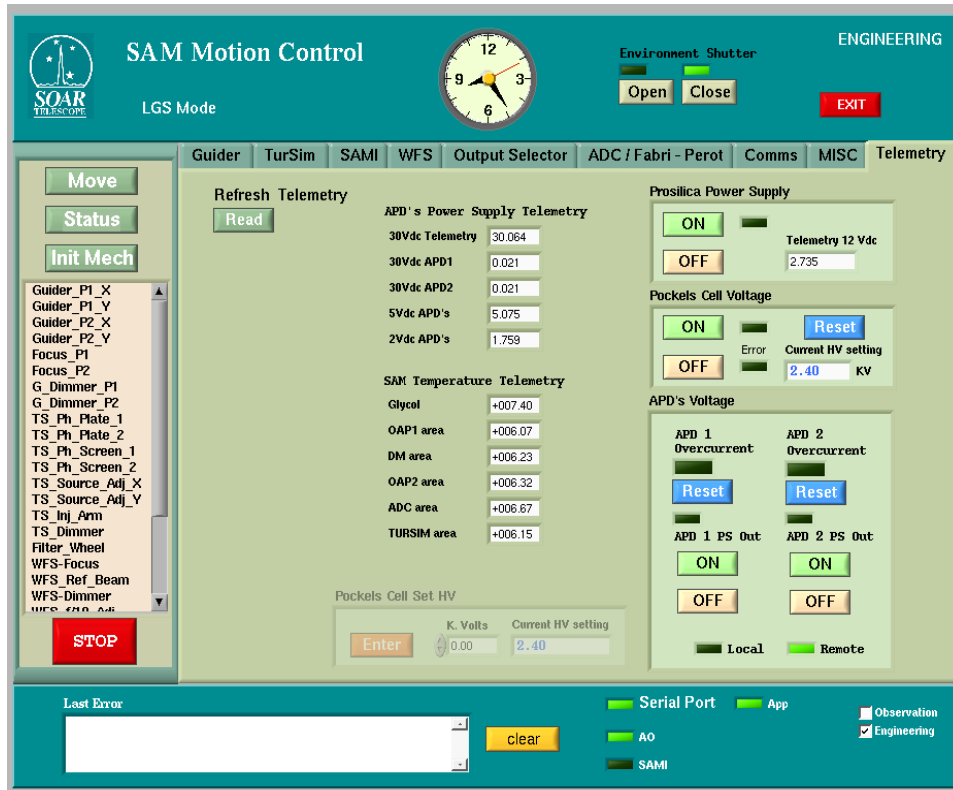 SAM Motion Control
ENGINEERING
LGS Mode
SOAR
TELESCOPE
12
3
6
9
Environment Shutter
Open
Close
EXIT
Guider
TurSim
SAMI
WFS
Output Selector
ADC / Fabri - Perot
Comms
MISC
Telemetry
Move
Status
Init Mech
Guider_P1_X
Guider_P1_Y
Guider_P2_X
Guider_P2_Y
Focus_P1
Focus_P2
G_Dimmer_P1
G_Dimmer_P2
TS_Ph_Plate_1
TS_Ph_Plate_2
TS_Ph_Screen_1
TS_Ph_Screen_2
TS_Source_Adj_X
TS_Source_Adj_Y
TS_Inj_Arm
TS_Dimmer
Filter_Wheel
WFS-Focus
WFS_Ref_Beam
WFS-Dimmer
STOP
Refresh Telemetry
Read
APD's Power Supply Telemetry
30Vdc Telemetry 30.064
30Vdc APD1 0.021
30Vdc APD2 0.021
5Vdc APD's 5.075
2Vdc APD's 1.759
SAM Temperature Telemetry
Glycol +007.40
OAP1 area +006.07
DM area +006.23
OAP2 area +006.32
ADC area +006.67
TURSIM area +006.15
Pockels Cell Set HV
K. Volts Current HV setting
Enter 0.00 2.40
Prosilica Power Supply
ON
Telemetry 12 Vdc
OFF 2.735
Pockels Cell Voltage
ON Reset
Error Current HV setting
OFF 2.40 KV
APD's Voltage
APD 1 Overcurrent
APD 2 Overcurrent
Reset Reset
APD 1 PS Out APD 2 PS Out
ON ON
OFF OFF
Local Remote
Last Error
clear
Serial Port App
AO
SAMI
Observation
Engineering